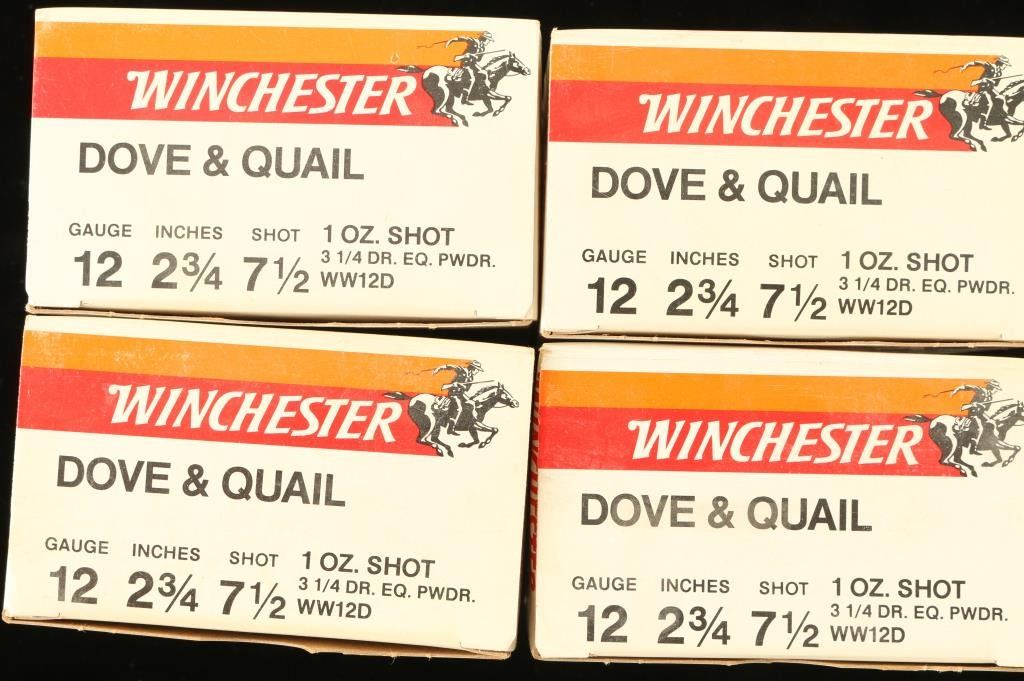 WINCHESTER
DOVE & QUAIL
GAUGE INCHES SHOT 1 OZ. SHOT
12 2¾ 7½ 3 1/4 DR. EQ. PWDR.
WW12D
WINCHESTER
DOVE & QUAIL
GAUGE INCHES SHOT 1 OZ. SHOT
12 2¾ 7½ 3 1/4 DR. EQ. PWDR.
WW12D
WINCHESTER
DOVE & QUAIL
GAUGE INCHES SHOT 1 OZ. SHOT
12 2¾ 7½ 3 1/4 DR. EQ. PWDR.
WW12D
WINCHESTER
DOVE & QUAIL
GAUGE INCHES SHOT 1 OZ. SHOT
12 2¾ 7½ 3 1/4 DR. EQ. PWDR.
WW12D